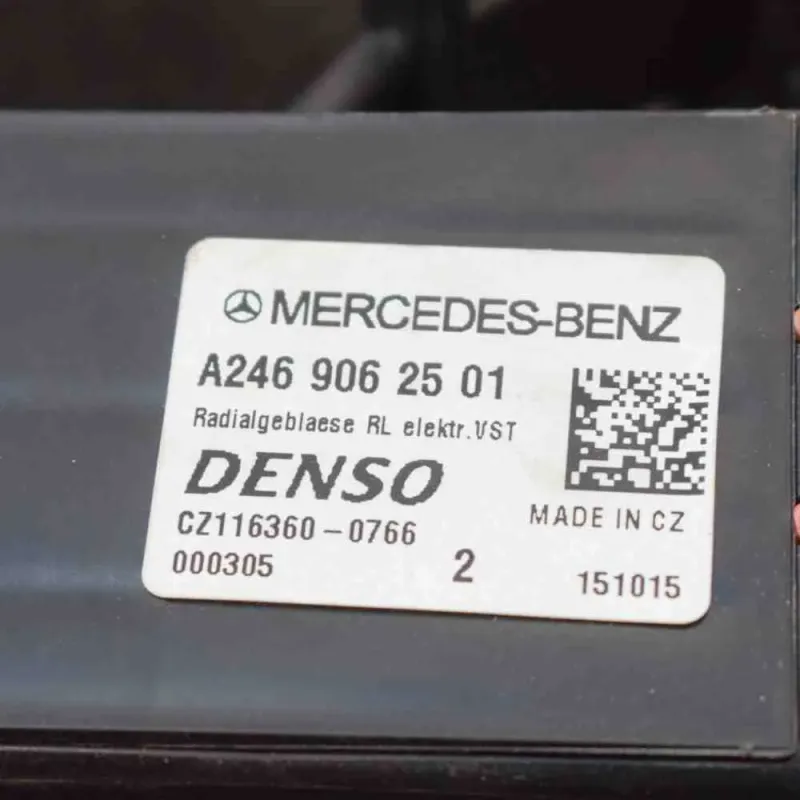 MERCEDES-BENZ
A246 906 25 01
Radialgeblaese RL elektr.VST
DENSO
MADE IN CZ
CZ116360-0766
000305
2
151015